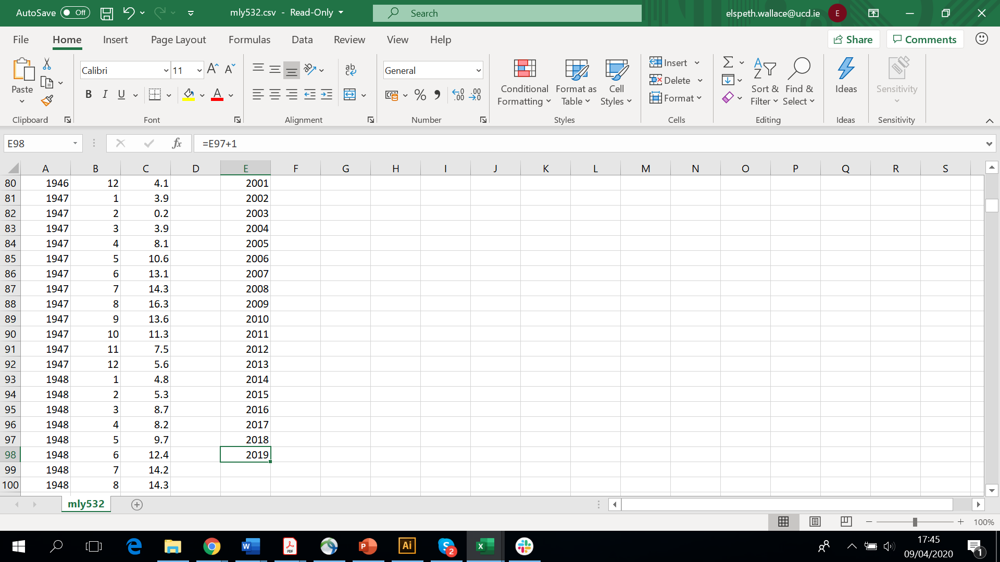 AutoSave Off mly532.csv - Read-Only Search elspeth.wallace@ucd.ie E
File Home Insert Page Layout Formulas Data Review View Help Share Comments
Paste
Clipboard
Calibri 11
B I U A
Font
ab
Alignment
General
% .00 .00
Number
Conditional Formatting
Format as Table
Cell Styles
Styles
Insert
Delete
Format
Cells
Sort & Filter
Find & Select
Editing
Ideas
Ideas
Sensitivity
Sensitivity
E98 fx =E97+1
A B C D E F G H I J K L M N O P Q R S
80 1946 12 4.1 2001
81 1947 1 3.9 2002
82 1947 2 0.2 2003
83 1947 3 3.9 2004
84 1947 4 8.1 2005
85 1947 5 10.6 2006
86 1947 6 13.1 2007
87 1947 7 14.3 2008
88 1947 8 16.3 2009
89 1947 9 13.6 2010
90 1947 10 11.3 2011
91 1947 11 7.5 2012
92 1947 12 5.6 2013
93 1948 1 4.8 2014
94 1948 2 5.3 2015
95 1948 3 8.7 2016
96 1948 4 8.2 2017
97 1948 5 9.7 2018
98 1948 6 12.4 2019
99 1948 7 14.2
100 1948 8 14.3
mly532
100%
17:45
09/04/2020
W PDF P Ai S 2 X 1